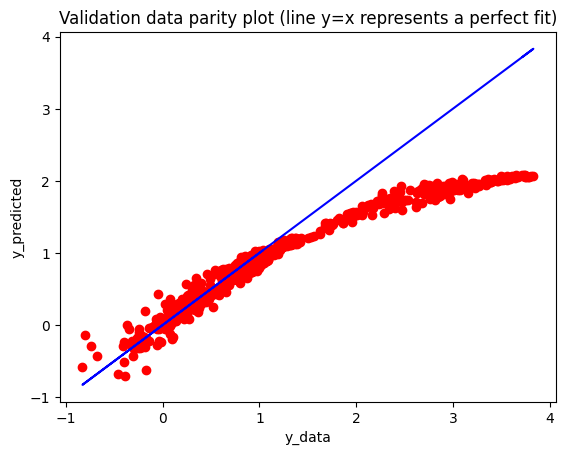 Validation data parity plot (line y=x represents a perfect fit)
4
3
2
1
0
−1
y_predicted
−1 0 1 2 3 4
y_data